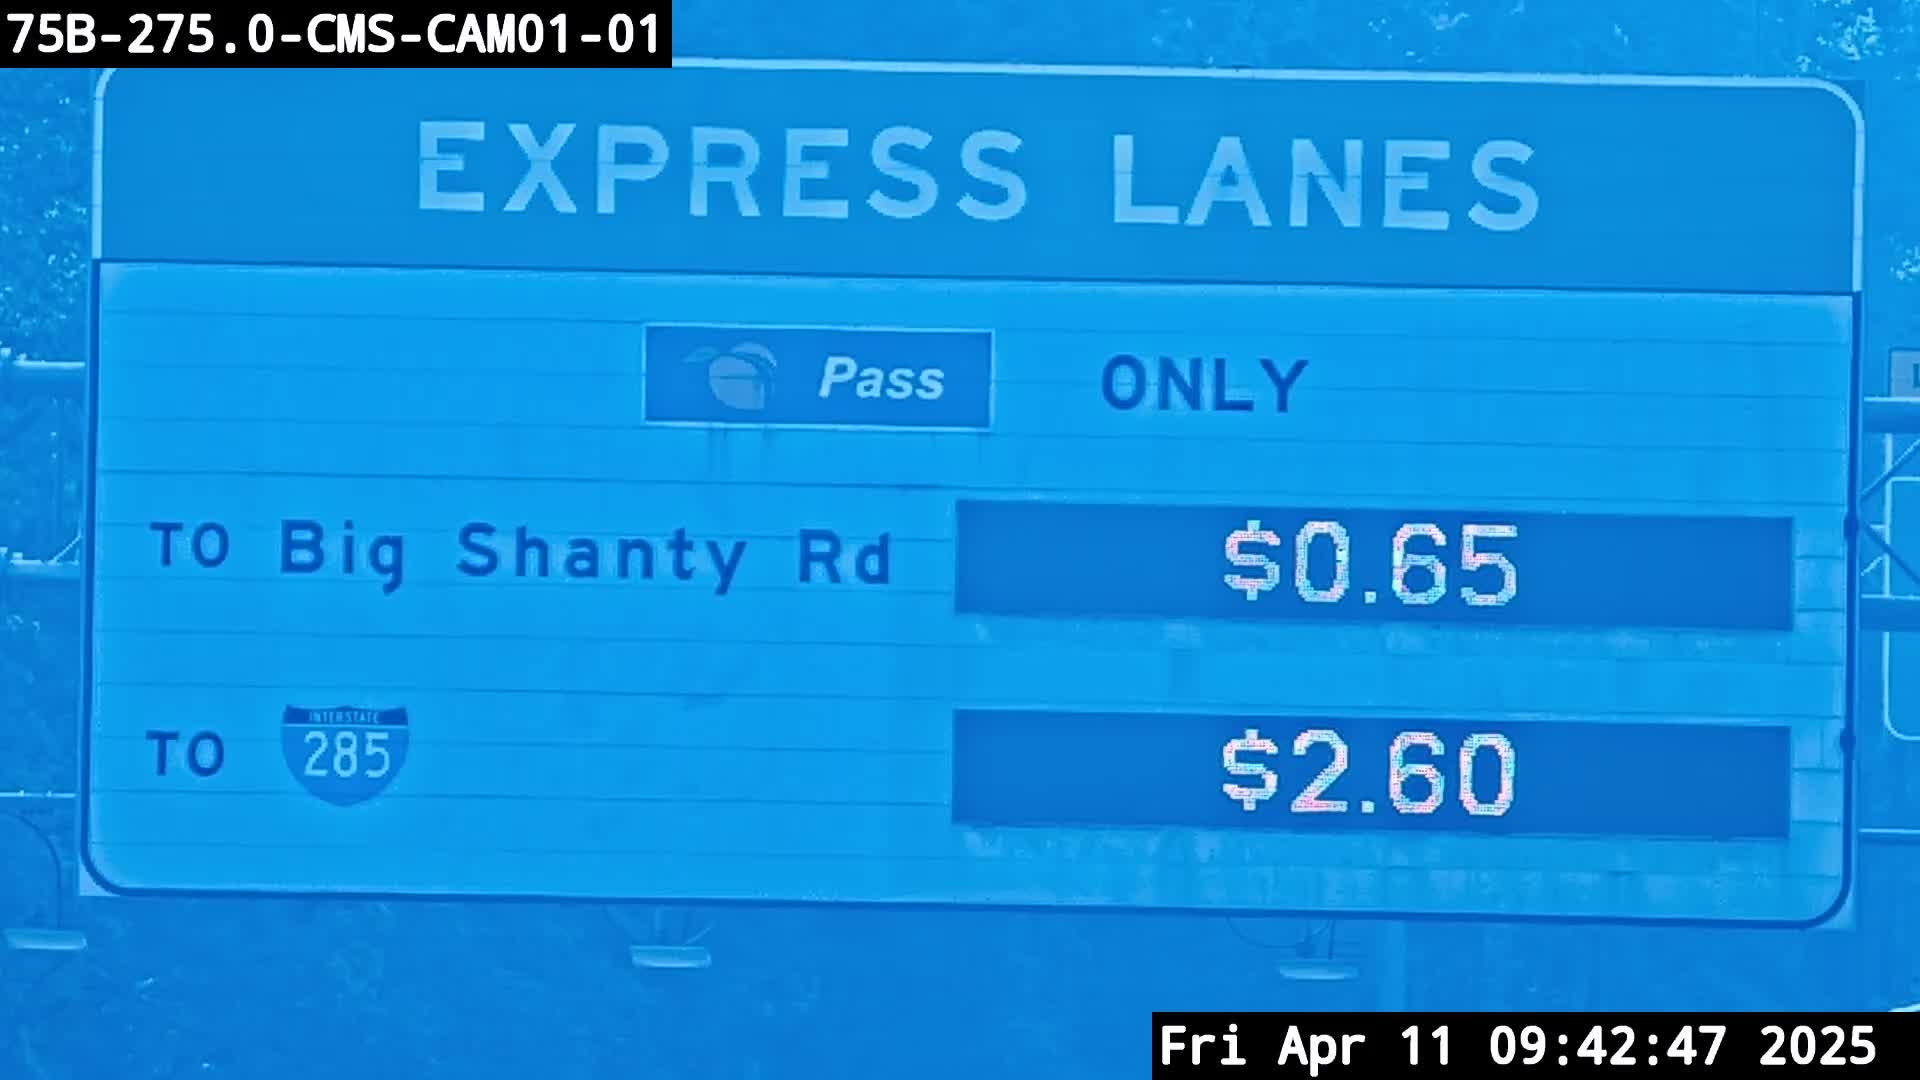 75B-275.0-CMS-CAM01-01
EXPRESS LANES
Pass ONLY
TO Big Shanty Rd $0.65
INTERSTATE
TO 285 $2.60
Fri Apr 11 09:42:47 2025